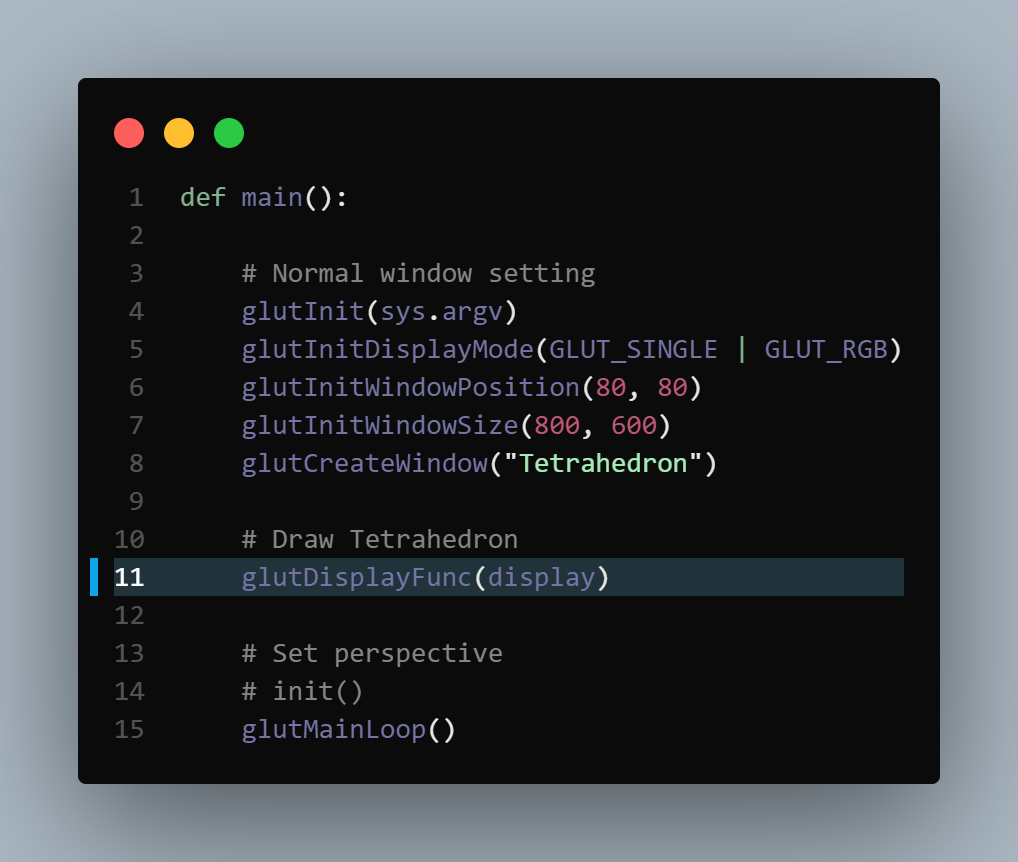 1 def main():
2
3     # Normal window setting
4     glutInit(sys.argv)
5     glutInitDisplayMode(GLUT_SINGLE | GLUT_RGB)
6     glutInitWindowPosition(80, 80)
7     glutInitWindowSize(800, 600)
8     glutCreateWindow("Tetrahedron")
9
10     # Draw Tetrahedron
11     glutDisplayFunc(display)
12
13     # Set perspective
14     # init()
15     glutMainLoop()